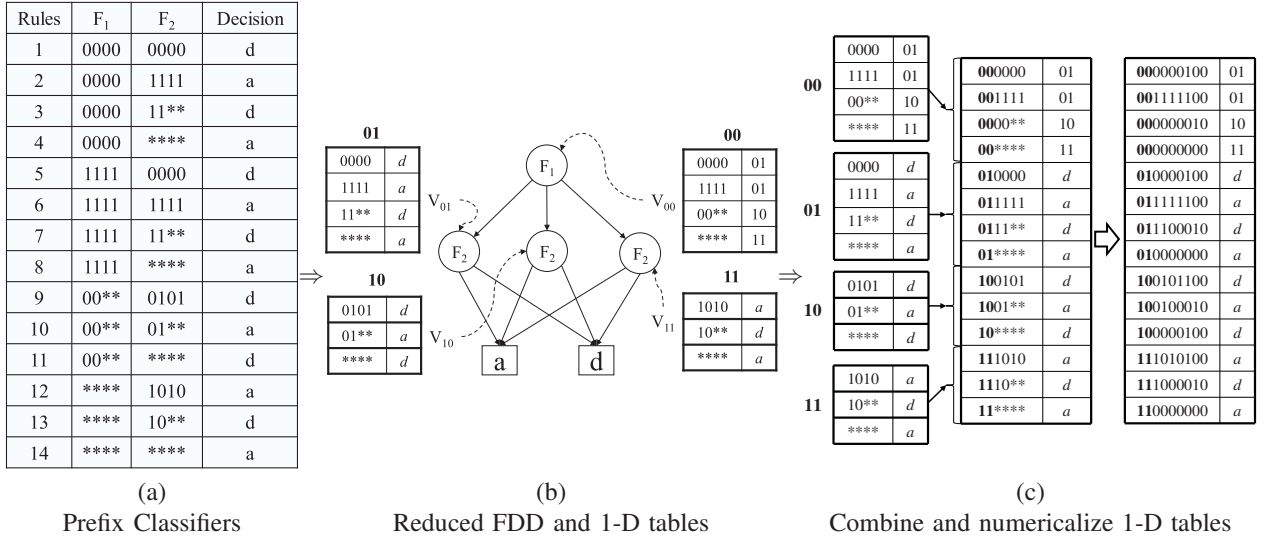 Rules F1 F2 Decision
1 0000 0000 d
2 0000 1111 a
3 0000 11** d
4 0000 **** a
5 1111 0000 d
6 1111 1111 a
7 1111 11** d
8 1111 **** a
9 00** 0101 d
10 00** 01** a
11 00** **** d
12 **** 1010 a
13 **** 10** d
14 **** **** a
(a)
Prefix Classifiers
01
0000 d
1111 a
11** d
**** a
10
0101 d
01** a
**** d
V01
V10
F1
F2 F2 F2
a d
V00
V11
00
0000 01
1111 01
00** 10
**** 11
11
1010 a
10** d
**** a
⇒ ⇒
(b)
Reduced FDD and 1-D tables
00
0000 01
1111 01
00** 10
**** 11
01
0000 d
1111 a
11** d
**** a
10
0101 d
01** a
**** d
11
1010 a
10** d
**** a
000000 01
001111 01
0000** 10
00**** 11
010000 d
011111 a
0111** d
01**** a
100101 d
1001** a
10**** d
111010 a
1110** d
11**** a
000000100 01
001111100 01
000000010 10
000000000 11
010000100 d
011111100 a
011100010 d
010000000 a
100101100 d
100100010 a
100000100 d
111010100 a
111000010 d
110000000 a
(c)
Combine and numericalize 1-D tables